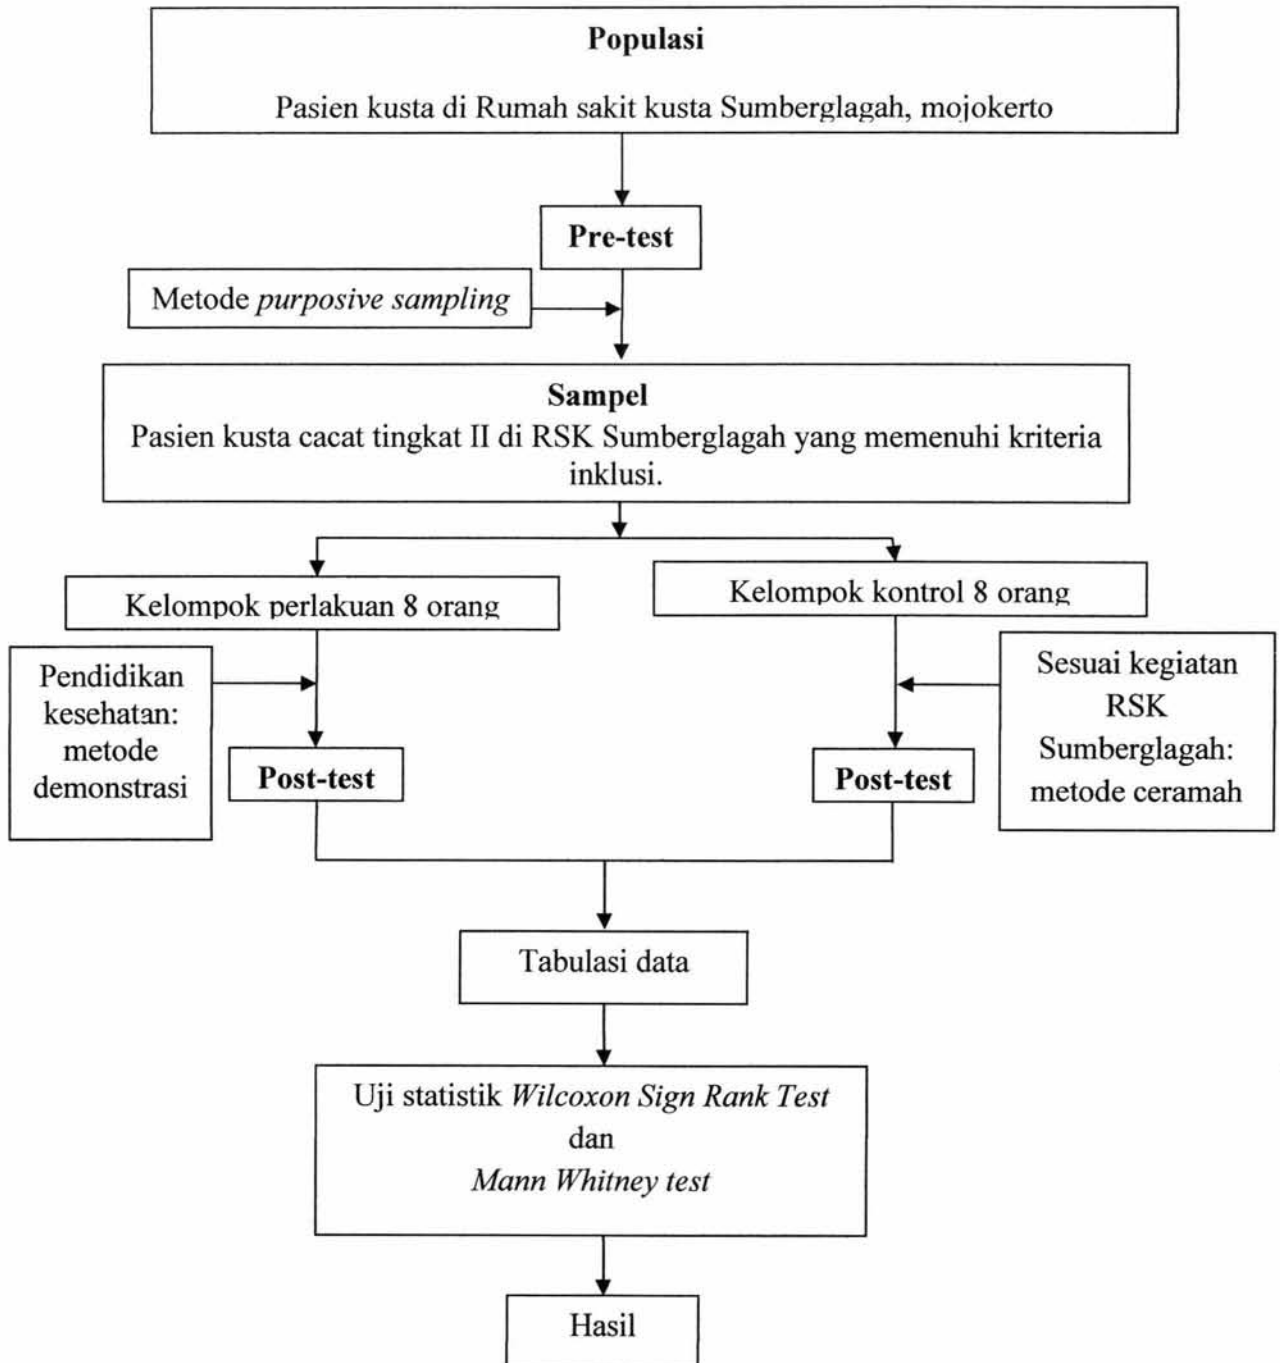 Populasi
Pasien kusta di Rumah sakit kusta Sumberglagah, mojokerto
Pre-test
Metode purposive sampling
Sampel
Pasien kusta cacat tingkat II di RSK Sumberglagah yang memenuhi kriteria
inklusi.
Kelompok perlakuan 8 orang
Kelompok kontrol 8 orang
Pendidikan
kesehatan:
metode
demonstrasi
Post-test
Post-test
Sesuai kegiatan
RSK
Sumberglagah:
metode ceramah
Tabulasi data
Uji statistik Wilcoxon Sign Rank Test
dan
Mann Whitney test
Hasil